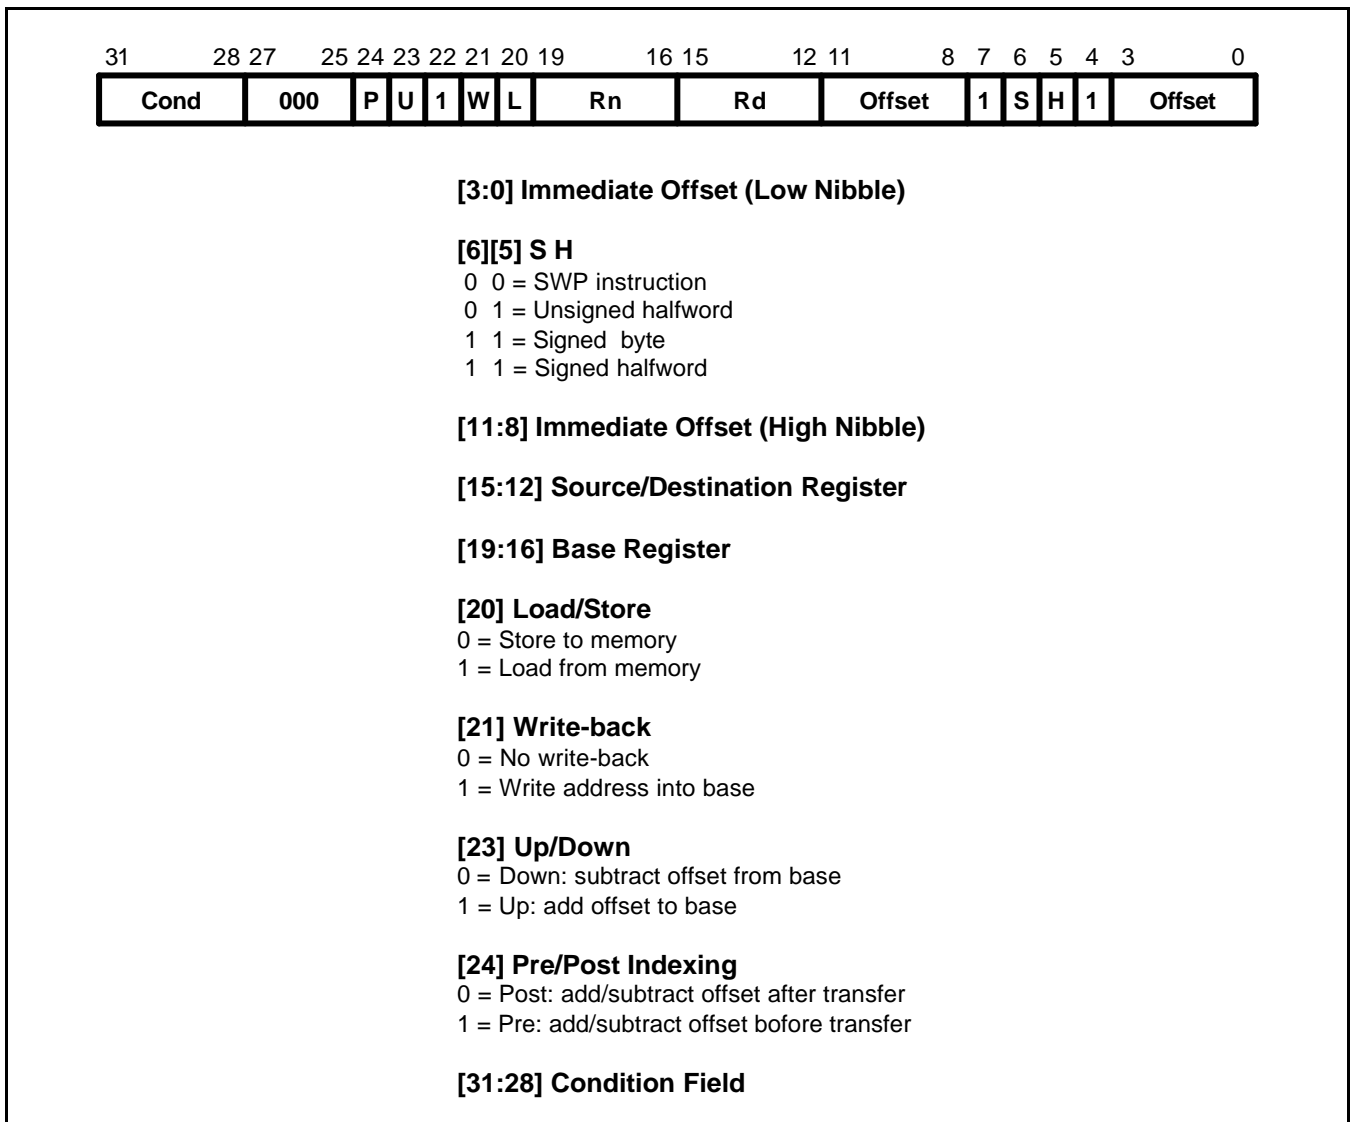 31 28 27 25 24 23 22 21 20 19 16 15 12 11 8 7 6 5 4 3 0
Cond 000 P U 1 W L Rn Rd Offset 1 S H 1 Offset
[3:0] Immediate Offset (Low Nibble)
[6][5] S H
0 0 = SWP instruction
0 1 = Unsigned halfword
1 1 = Signed byte
1 1 = Signed halfword
[11:8] Immediate Offset (High Nibble)
[15:12] Source/Destination Register
[19:16] Base Register
[20] Load/Store
0 = Store to memory
1 = Load from memory
[21] Write-back
0 = No write-back
1 = Write address into base
[23] Up/Down
0 = Down: subtract offset from base
1 = Up: add offset to base
[24] Pre/Post Indexing
0 = Post: add/subtract offset after transfer
1 = Pre: add/subtract offset bofore transfer
[31:28] Condition Field